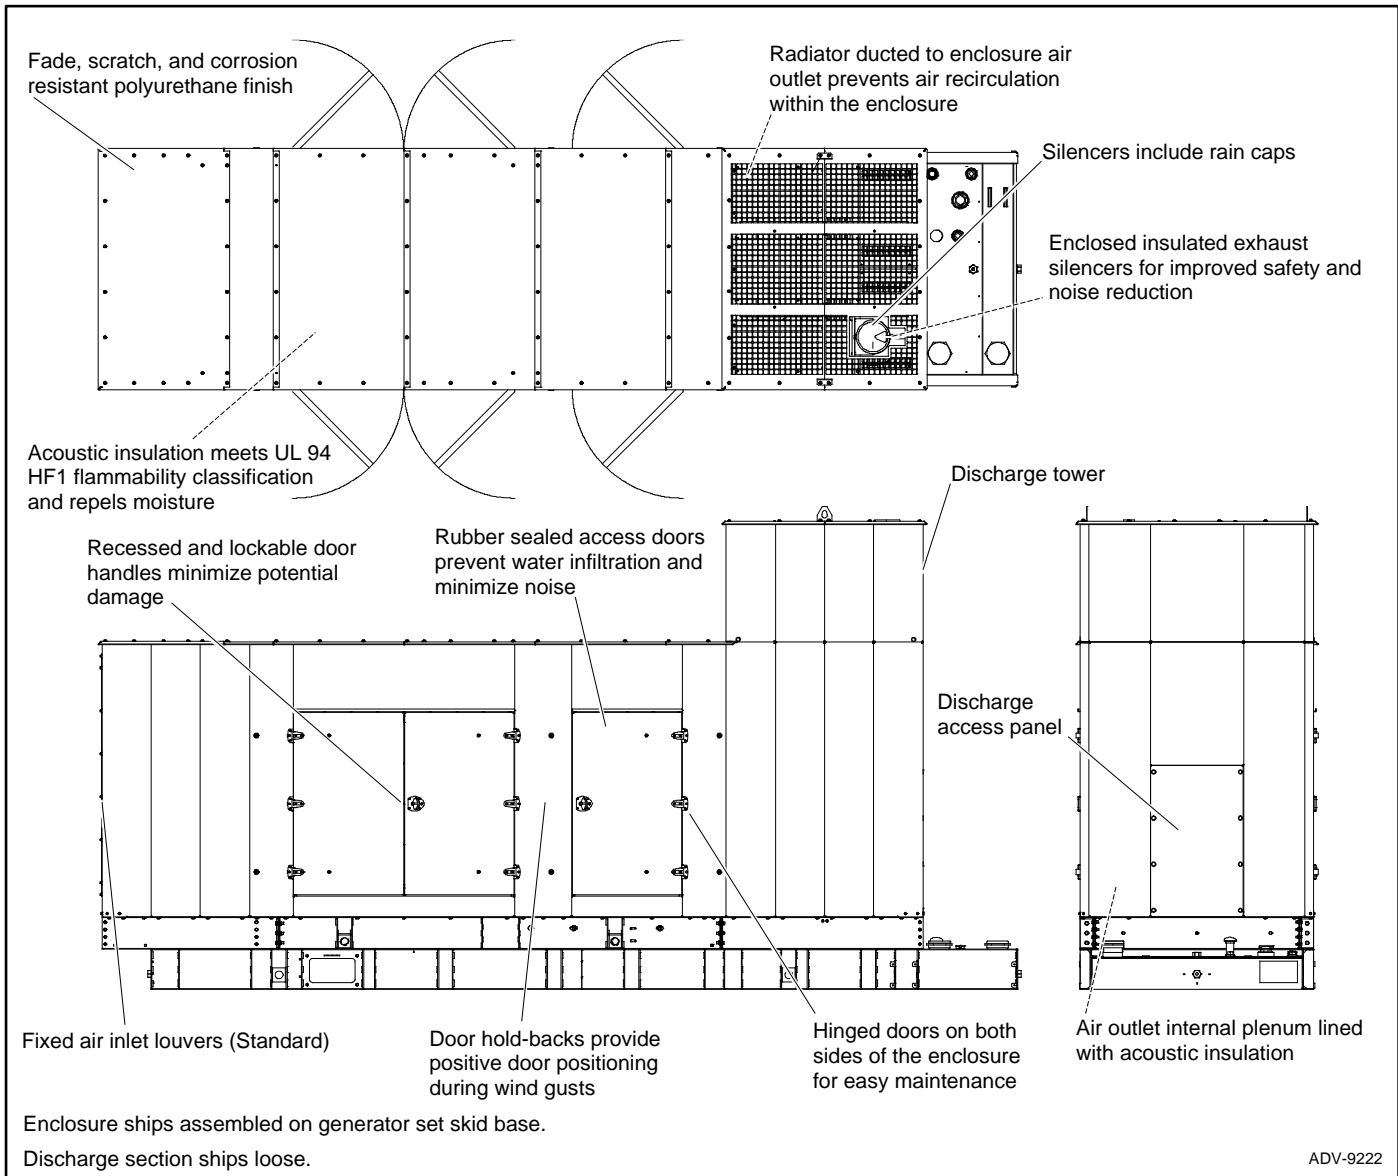 Fade, scratch, and corrosion
resistant polyurethane finish
Radiator ducted to enclosure air
outlet prevents air recirculation
within the enclosure
Silencers include rain caps
Enclosed insulated exhaust
silencers for improved safety and
noise reduction
Acoustic insulation meets UL 94
HF1 flammability classification
and repels moisture
Discharge tower
Recessed and lockable door
handles minimize potential
damage
Rubber sealed access doors
prevent water infiltration and
minimize noise
Discharge
access panel
Fixed air inlet louvers (Standard)
Door hold-backs provide
positive door positioning
during wind gusts
Hinged doors on both
sides of the enclosure
for easy maintenance
Air outlet internal plenum lined
with acoustic insulation
Enclosure ships assembled on generator set skid base.
Discharge section ships loose.
ADV-9222